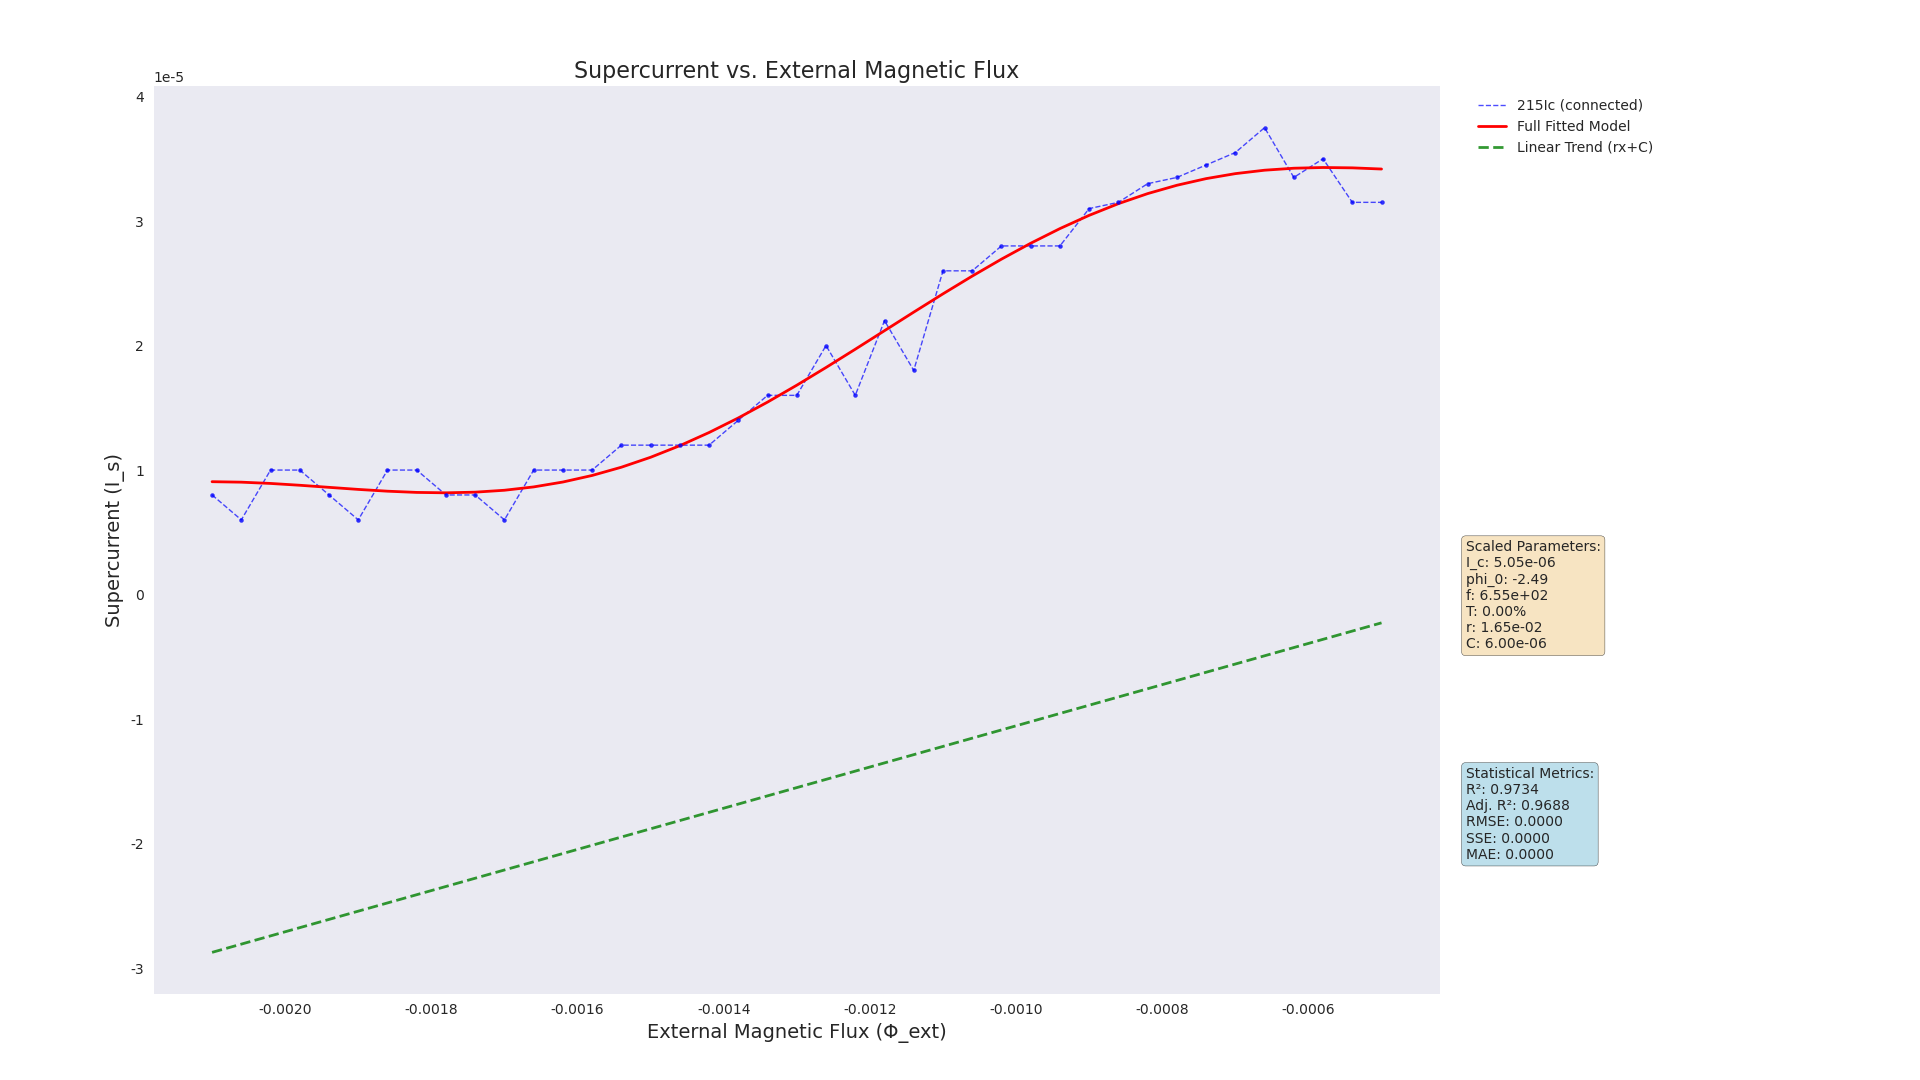 Supercurrent vs. External Magnetic Flux
1e-5
4
3
2
1
0
-1
-2
-3
Supercurrent (I_s)
-0.0020
-0.0018
-0.0016
-0.0014
-0.0012
-0.0010
-0.0008
-0.0006
External Magnetic Flux (Φ_ext)
215Ic (connected)
Full Fitted Model
Linear Trend (rx+C)
Scaled Parameters:
I_c: 5.05e-06
phi_0: -2.49
f: 6.55e+02
T: 0.00%
r: 1.65e-02
C: 6.00e-06
Statistical Metrics:
R²: 0.9734
Adj. R²: 0.9688
RMSE: 0.0000
SSE: 0.0000
MAE: 0.0000